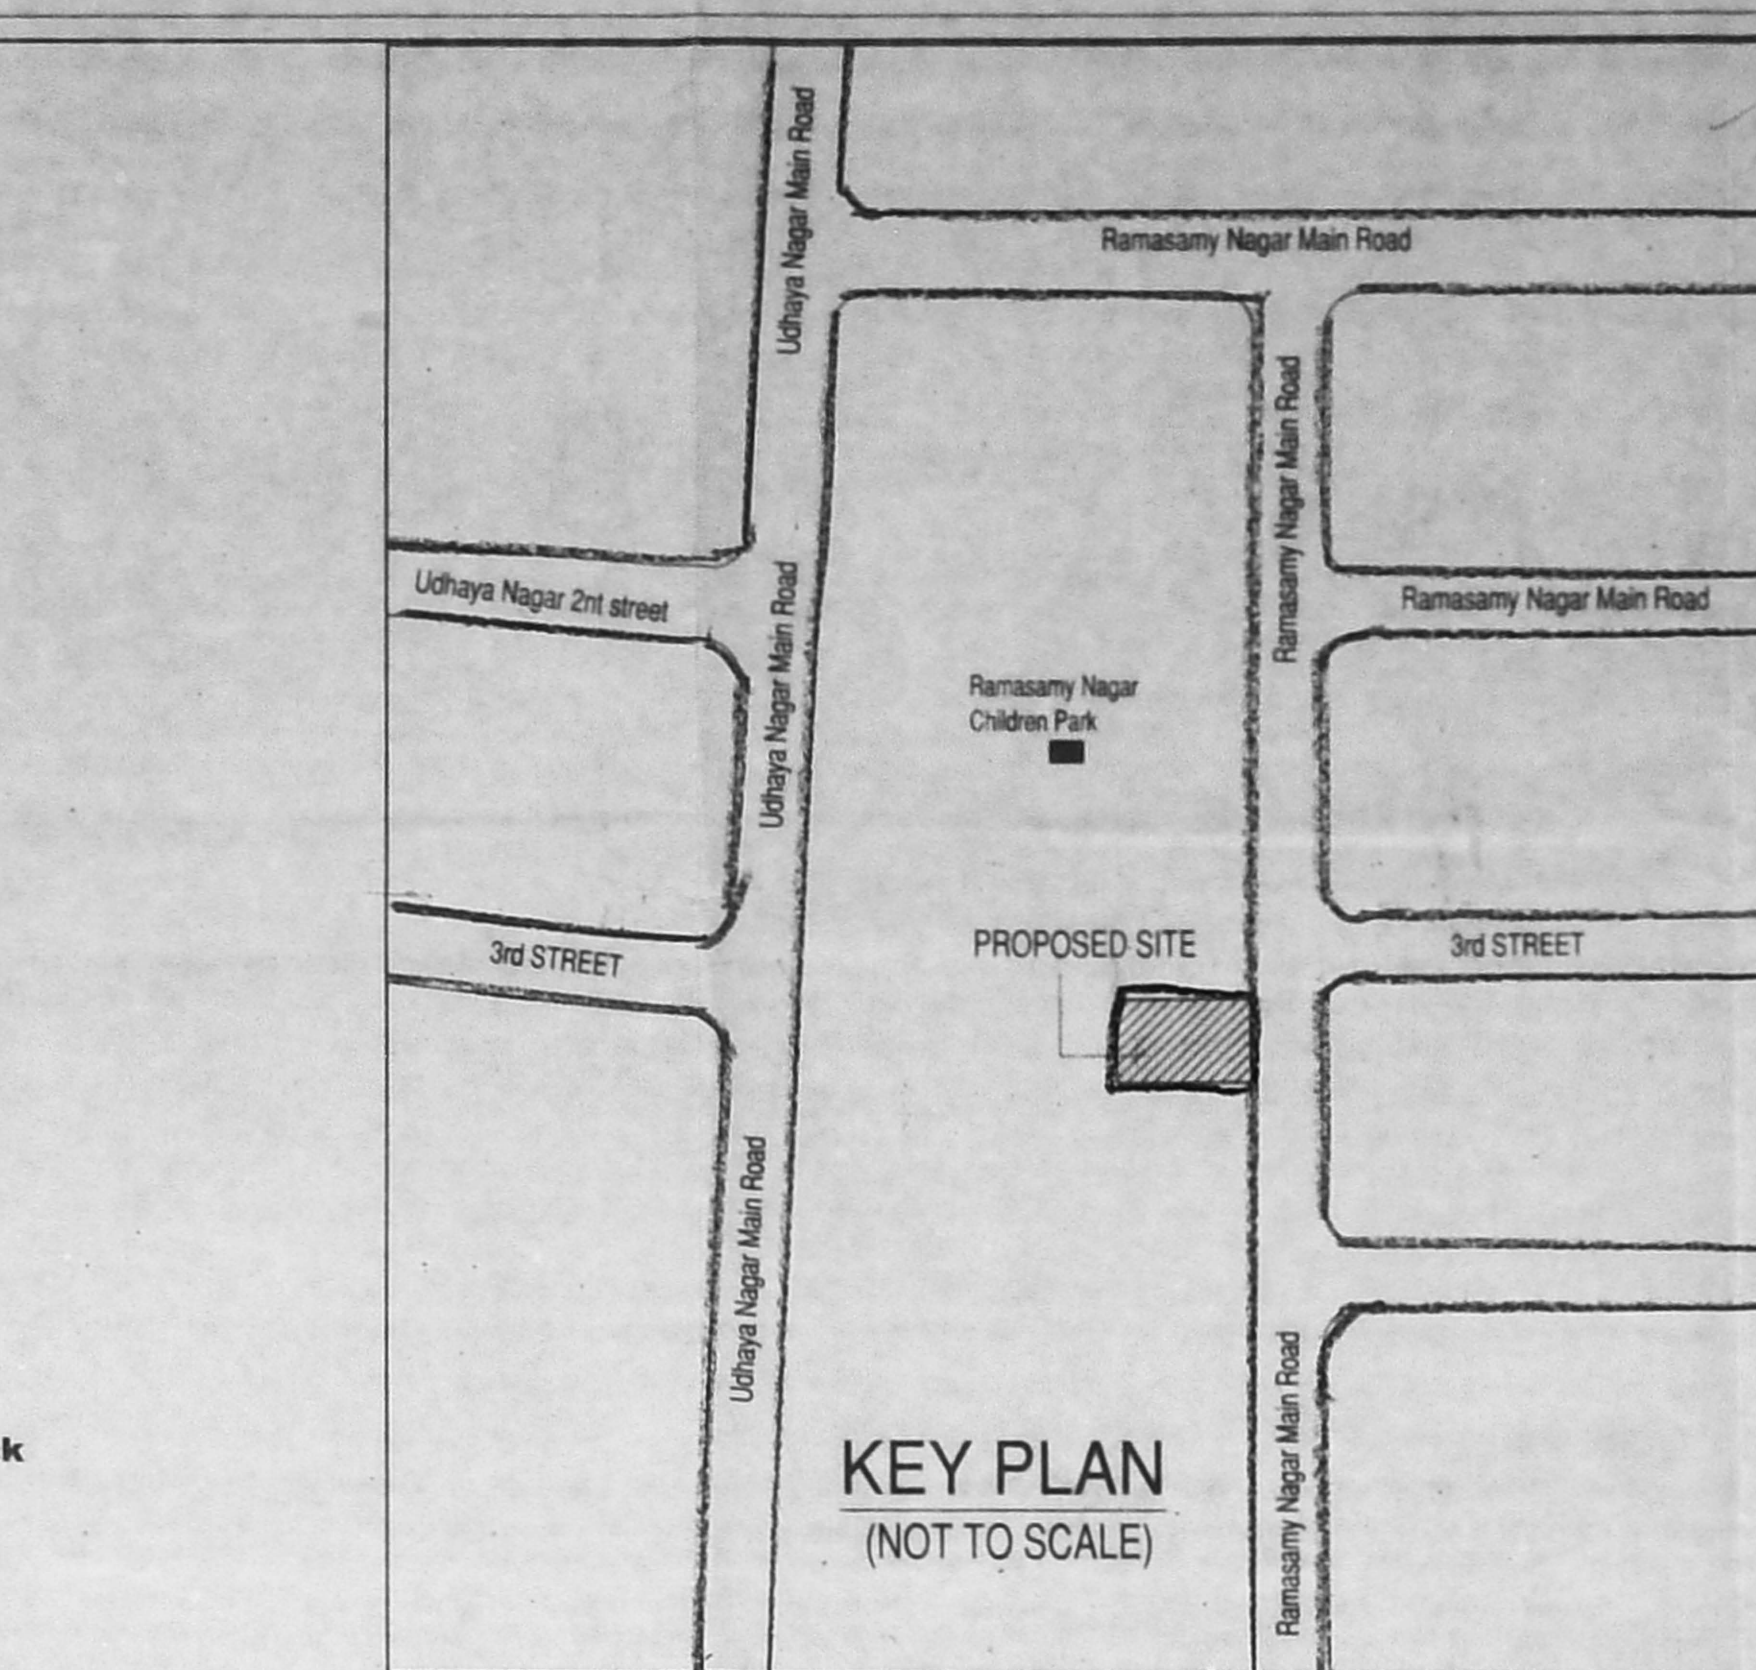 Udhaya Nagar Main Road
Ramasamy Nagar Main Road
Ramasamy Nagar Main Road
Udhaya Nagar 2nt street
Udhaya Nagar Main Road
Ramasamy Nagar Main Road
Ramasamy Nagar
Children Park
3rd STREET
PROPOSED SITE
3rd STREET
Udhaya Nagar Main Road
Ramasamy Nagar Main Road
k
KEY PLAN
(NOT TO SCALE)